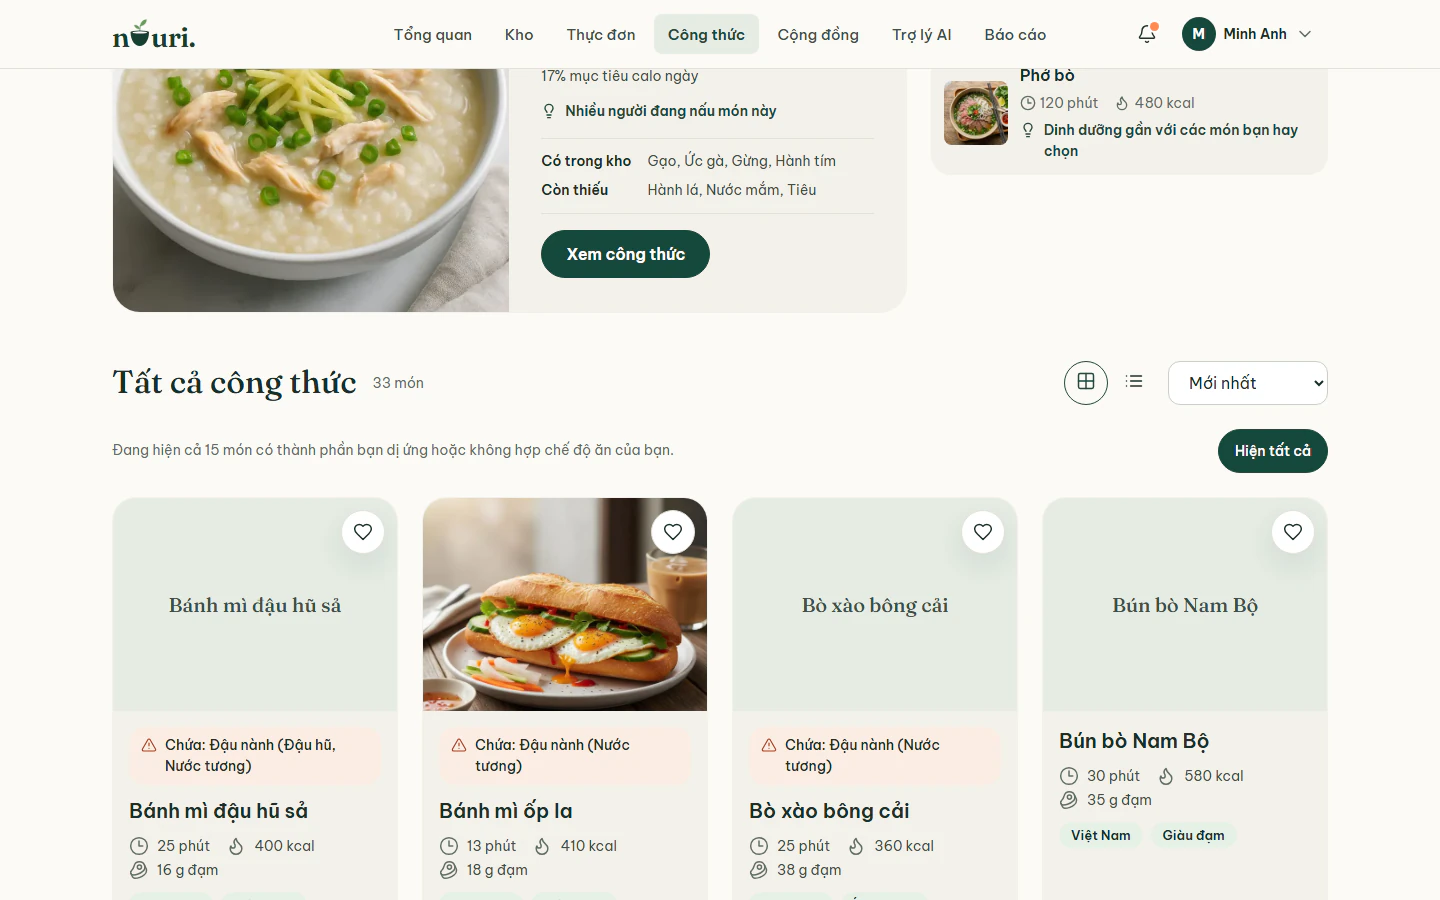 nouri.
Tổng quan
Kho
Thực đơn
Công thức
Cộng đồng
Trợ lý AI
Báo cáo
M
Minh Anh
17% mục tiêu calo ngày
Nhiều người đang nấu món này
Có trong kho Gạo, Ức gà, Gừng, Hành tím
Còn thiếu Hành lá, Nước mắm, Tiêu
Xem công thức
Phở bò
120 phút 480 kcal
Dinh dưỡng gần với các món bạn hay
chọn
Tất cả công thức 33 món
Mới nhất
Đang hiện cả 15 món có thành phần bạn dị ứng hoặc không hợp chế độ ăn của bạn.
Hiện tất cả
Bánh mì đậu hũ sả
Chứa: Đậu nành (Đậu hũ,
Nước tương)
Bánh mì đậu hũ sả
25 phút 400 kcal
16 g đạm
Chứa: Đậu nành (Nước
tương)
Bánh mì ốp la
13 phút 410 kcal
18 g đạm
Bò xào bông cải
Chứa: Đậu nành (Nước
tương)
Bò xào bông cải
25 phút 360 kcal
38 g đạm
Bún bò Nam Bộ
Bún bò Nam Bộ
30 phút 580 kcal
35 g đạm
Việt Nam
Giàu đạm